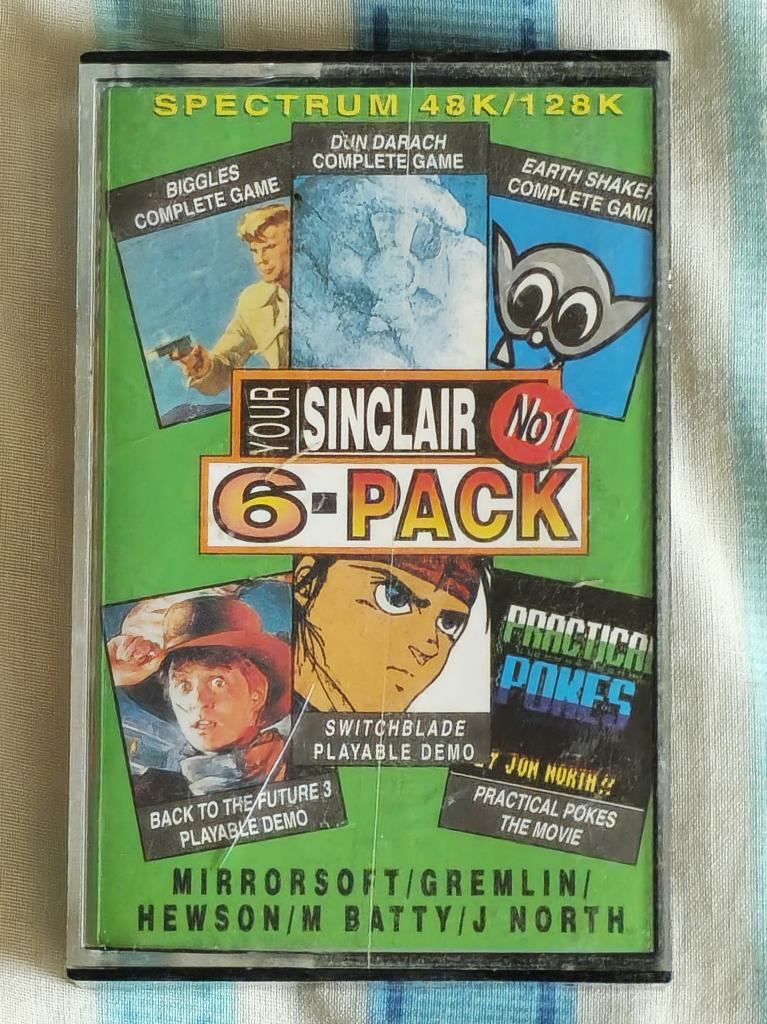 SPECTRUM 48K/128K
BIGGLES
COMPLETE GAME
DUN DARACH
COMPLETE GAME
EARTH SHAKER
COMPLETE GAME
YOUR
SINCLAIR
No1
6-PACK
BACK TO THE FUTURE 3
PLAYABLE DEMO
SWITCHBLADE
PLAYABLE DEMO
PRACTICAL
POKES
Y JON NORTH!!
PRACTICAL POKES
THE MOVIE
MIRRORSOFT/GREMLIN/
HEWSON/M BATTY/J NORTH